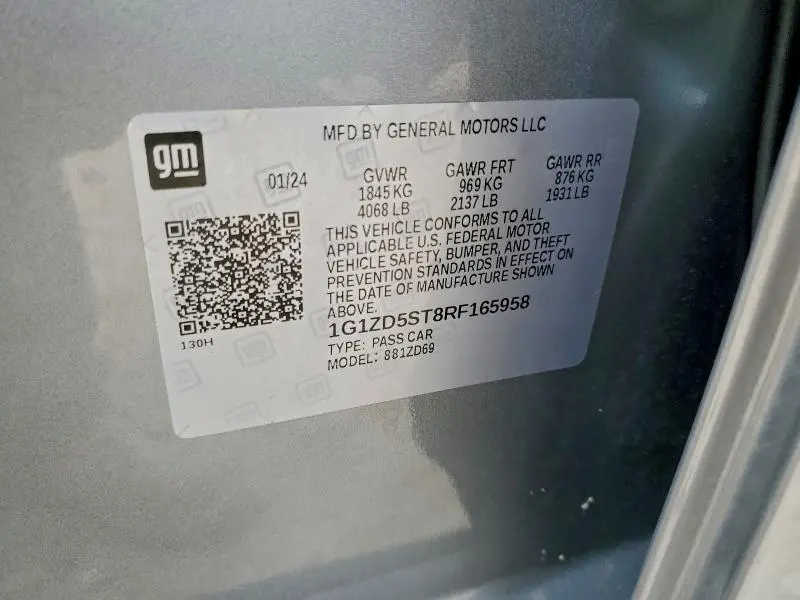 gm
MFD BY GENERAL MOTORS LLC
01/24
GVWR
1845 KG
4068 LB
GAWR FRT
969 KG
2137 LB
GAWR RR
876 KG
1931 LB
THIS VEHICLE CONFORMS TO ALL
APPLICABLE U.S. FEDERAL MOTOR
VEHICLE SAFETY, BUMPER, AND THEFT
PREVENTION STANDARDS IN EFFECT ON
THE DATE OF MANUFACTURE SHOWN
ABOVE.
1G1ZD5ST8RF165958
TYPE: PASS CAR
MODEL: 881ZD69
130H